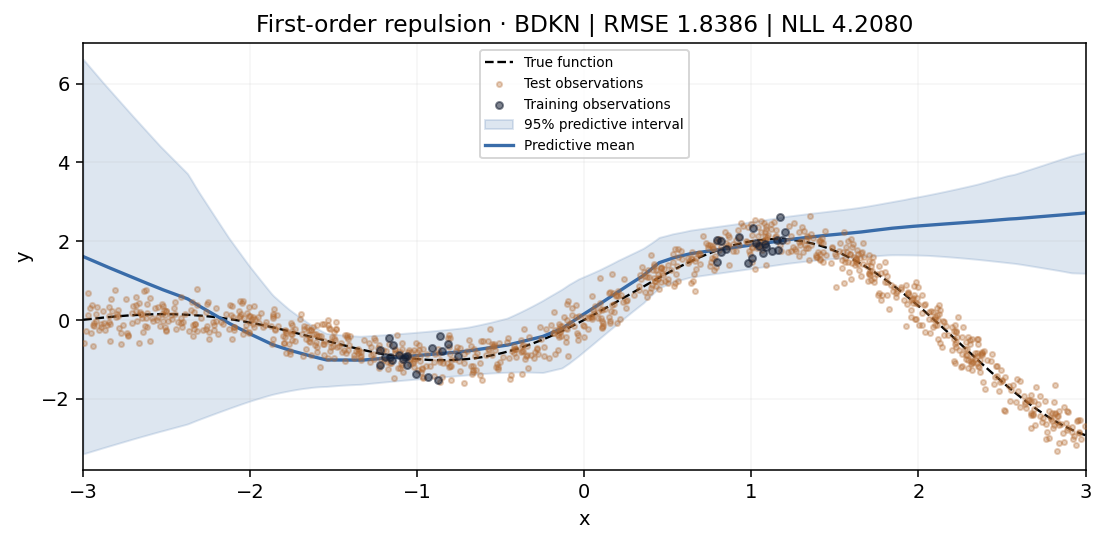 First-order repulsion · BDKN | RMSE 1.8386 | NLL 4.2080
True function
Test observations
Training observations
95% predictive interval
Predictive mean
y
6
4
2
0
−2
−3
−2
−1
0
1
2
3
x